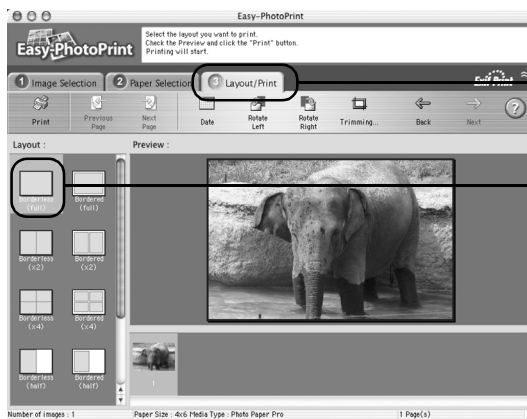 Easy-PhotoPrint
Easy-PhotoPrint
Select the layout you want to print.
Check the Preview and click the "Print" button.
Printing will start.
1 Image Selection
2 Paper Selection
3 Layout/Print
Exif Print
Print
Previous
Page
Next
Page
Date
Rotate
Left
Rotate
Right
Trimming...
Back
Next
?
Layout :
Preview :
Borderless
(full)
Bordered
(full)
Borderless
(x2)
Bordered
(x2)
Borderless
(x4)
Bordered
(x4)
Borderless
(half)
Bordered
(half)
1
Number of images : 1
Paper Size : 4x6 Media Type : Photo Paper Pro
1 Page(s)